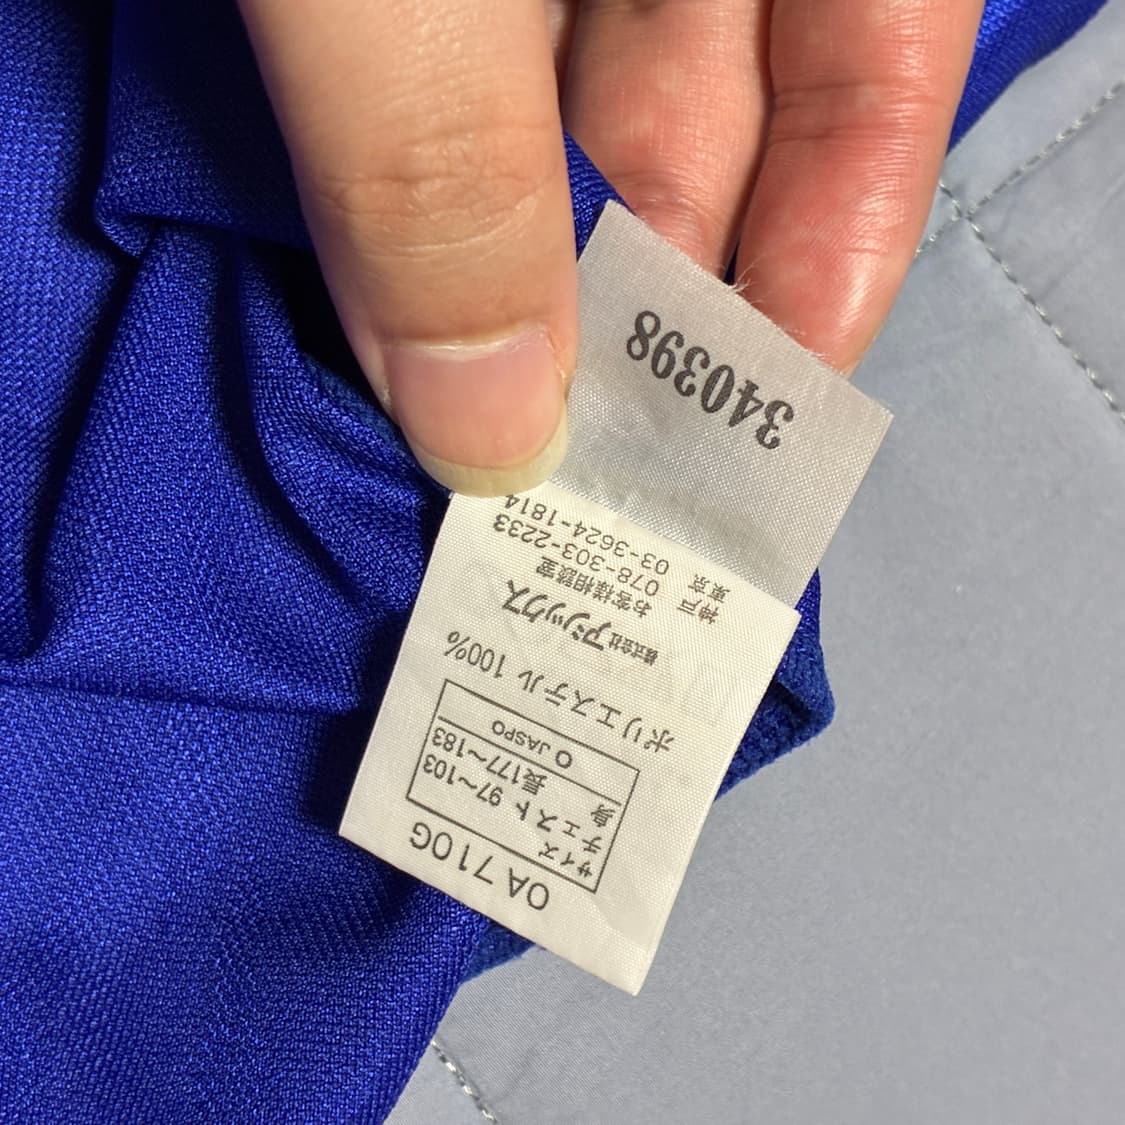 OA710G
サイズ
チェスト 97〜103
身 長177〜183
O JASPO
ポリエステル 100%
株式会社アシックス
お客様相談室
神戸 078-303-2233
東京 03-3624-1814
340398